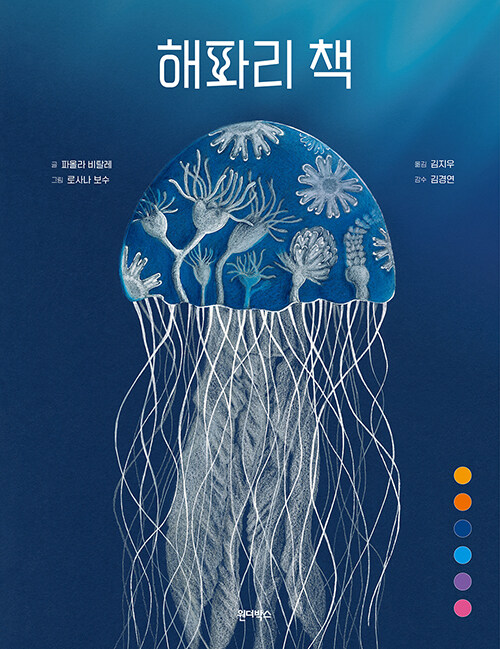 해파리 책
글 파올라 비탈레
그림 로사나 보수
옮김 김지우
감수 김경연
원더박스